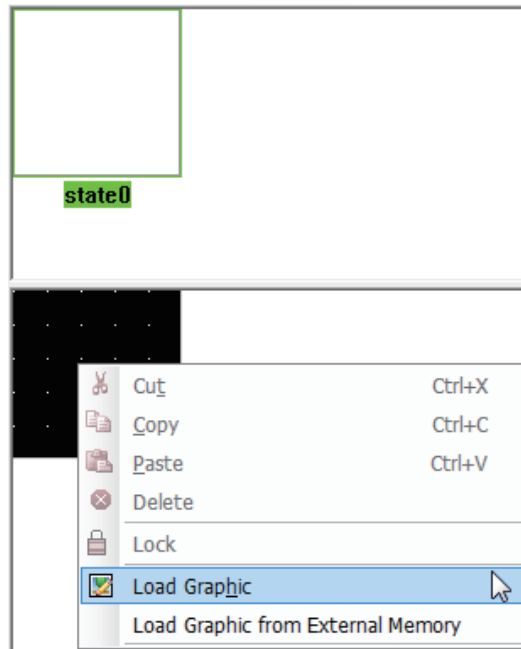 state0
Cut Ctrl+X
Copy Ctrl+C
Paste Ctrl+V
Delete
Lock
Load Graphic
Load Graphic from External Memory